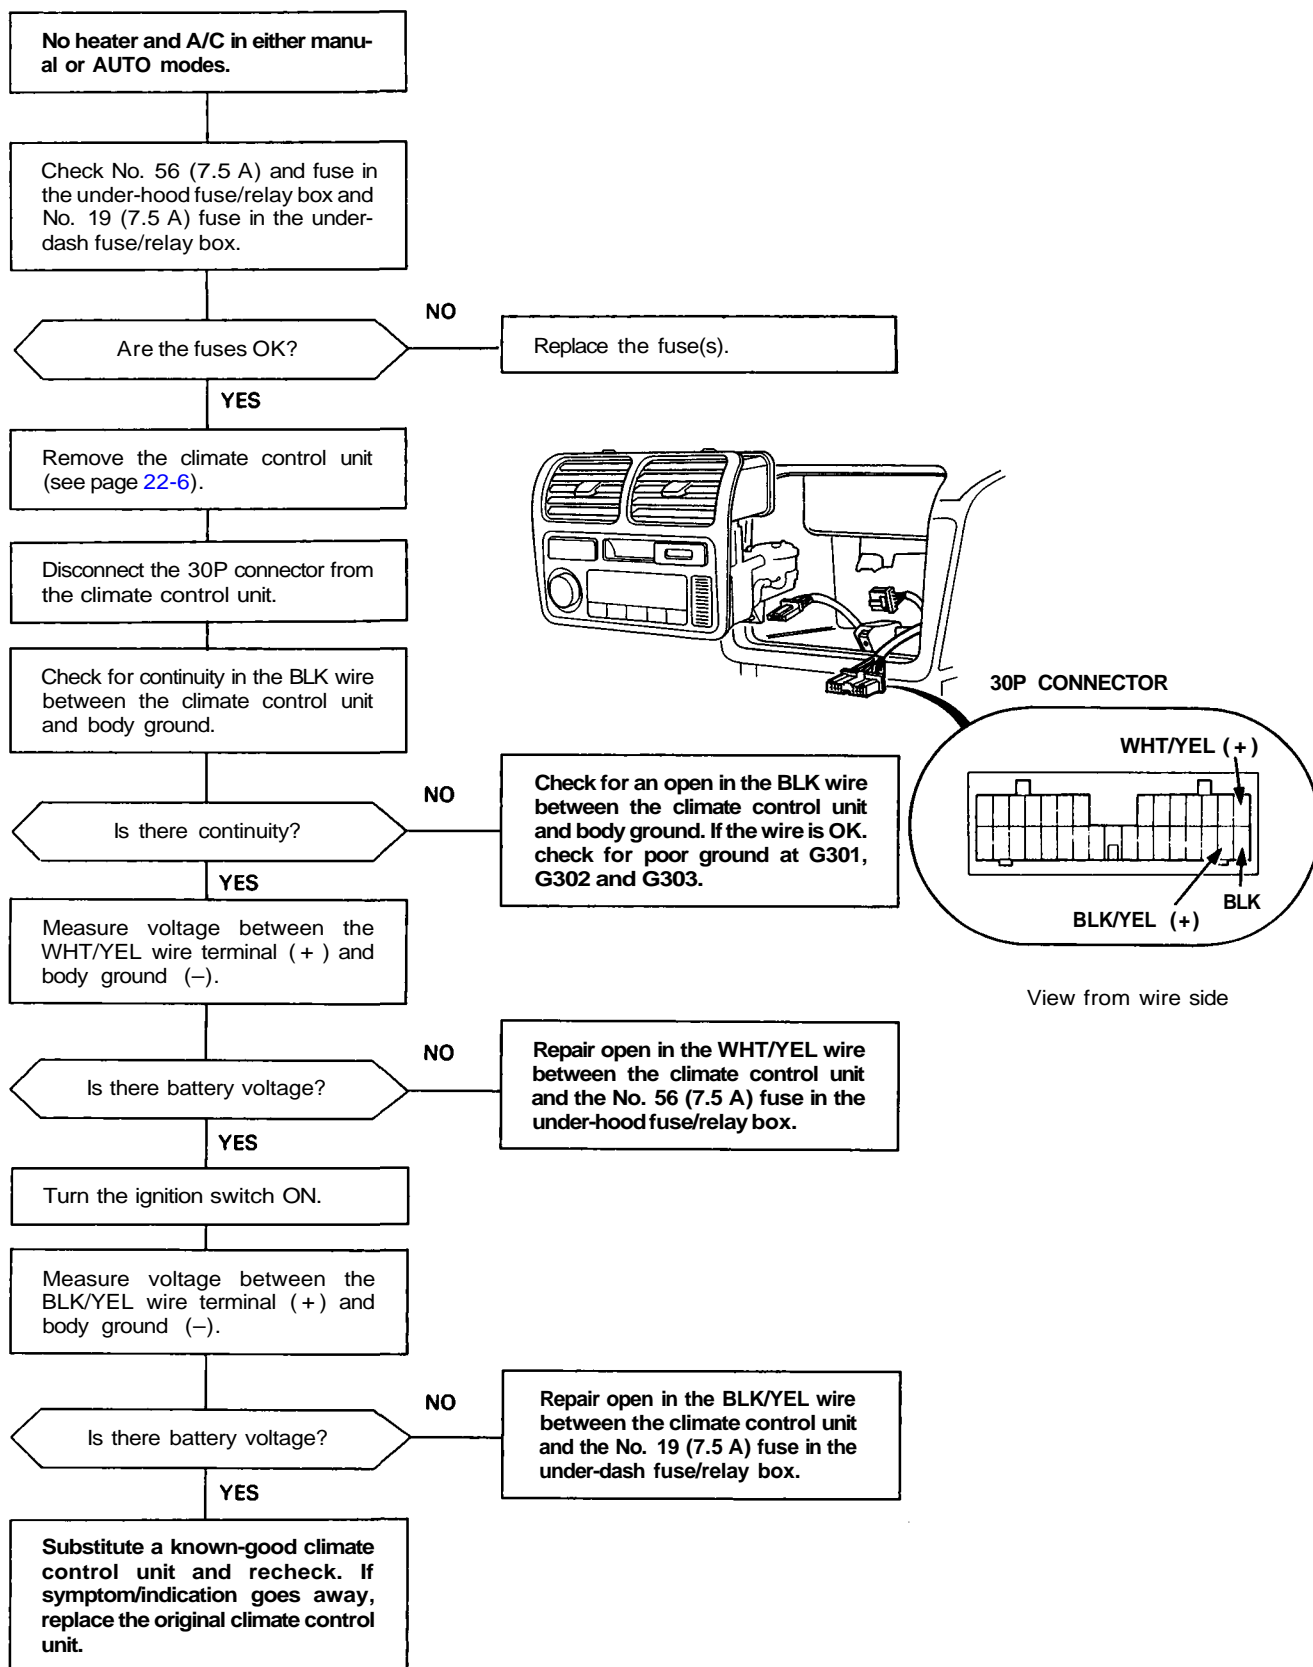 No heater and A/C in either manu-
al or AUTO modes.
Check No. 56 (7.5 A) and fuse in
the under-hood fuse/relay box and
No. 19 (7.5 A) fuse in the under-
dash fuse/relay box.
NO
Are the fuses OK?
Replace the fuse(s).
YES
Remove the climate control unit
(see page 22-6).
Disconnect the 30P connector from
the climate control unit.
Check for continuity in the BLK wire
between the climate control unit
and body ground.
30P CONNECTOR
WHT/YEL (+)
BLK
BLK/YEL (+)
View from wire side
NO
Is there continuity?
Check for an open in the BLK wire
between the climate control unit
and body ground. If the wire is OK.
check for poor ground at G301,
G302 and G303.
YES
Measure voltage between the
WHT/YEL wire terminal (+) and
body ground (–).
NO
Is there battery voltage?
Repair open in the WHT/YEL wire
between the climate control unit
and the No. 56 (7.5 A) fuse in the
under-hood fuse/relay box.
YES
Turn the ignition switch ON.
Measure voltage between the
BLK/YEL wire terminal (+) and
body ground (–).
NO
Is there battery voltage?
Repair open in the BLK/YEL wire
between the climate control unit
and the No. 19 (7.5 A) fuse in the
under-dash fuse/relay box.
YES
Substitute a known-good climate
control unit and recheck. If
symptom/indication goes away,
replace the original climate control
unit.